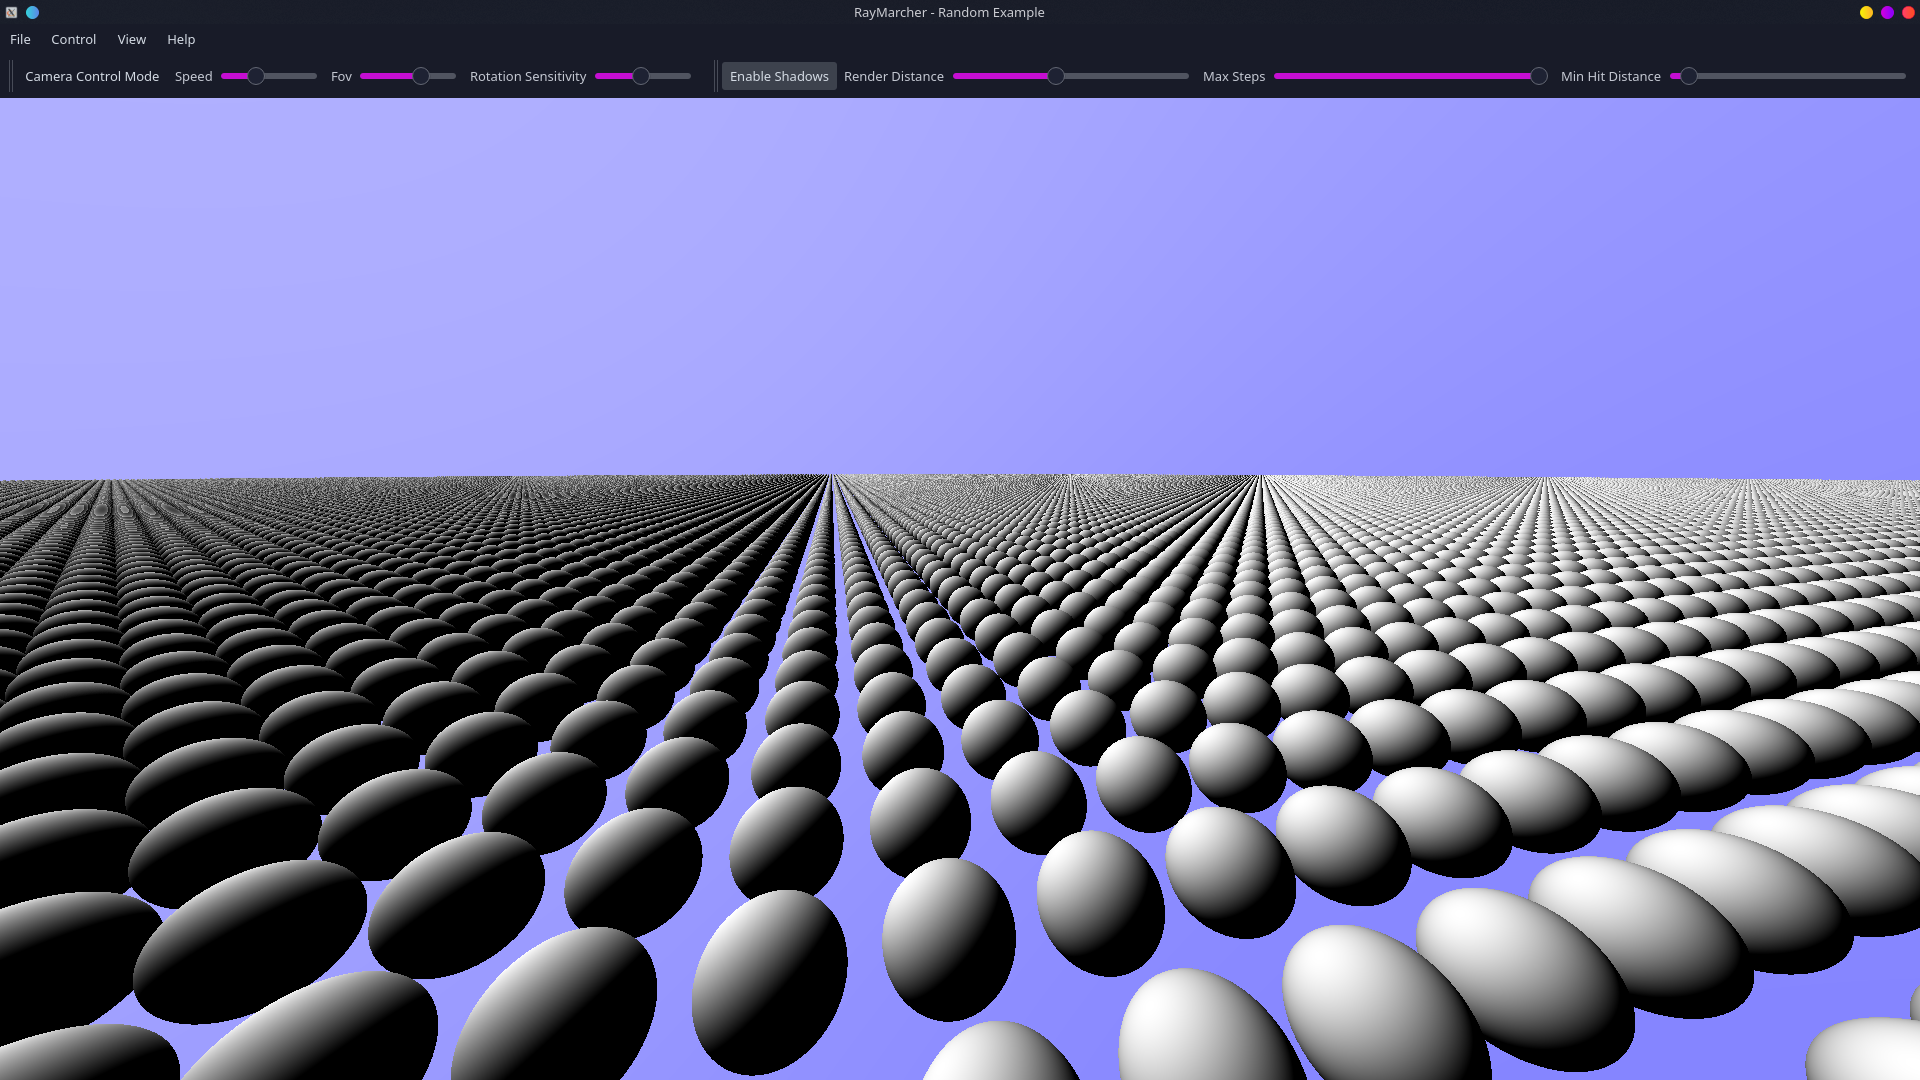 RayMarcher - Random Example
File Control View Help
Camera Control Mode Speed Fov Rotation Sensitivity Enable Shadows Render Distance Max Steps Min Hit Distance